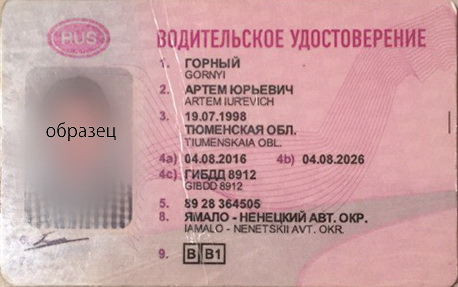 RUS
ВОДИТЕЛЬСКОЕ УДОСТОВЕРЕНИЕ
1. ГОРНЫЙ
GORNYI
2. АРТЕМ ЮРЬЕВИЧ
ARTEM IUR'EVICH
3. 19.07.1998
ТЮМЕНСКАЯ ОБЛ.
TIUMENSKAIA OBL.
4a) 04.08.2016 4b) 04.08.2026
4c) ГИБДД 8912
GIBDD 8912
5. 89 28 364505
8. ЯМАЛО - НЕНЕЦКИЙ АВТ. ОКР.
IAMALO - NENETSKII AVT. OKR.
9. B B1
образец